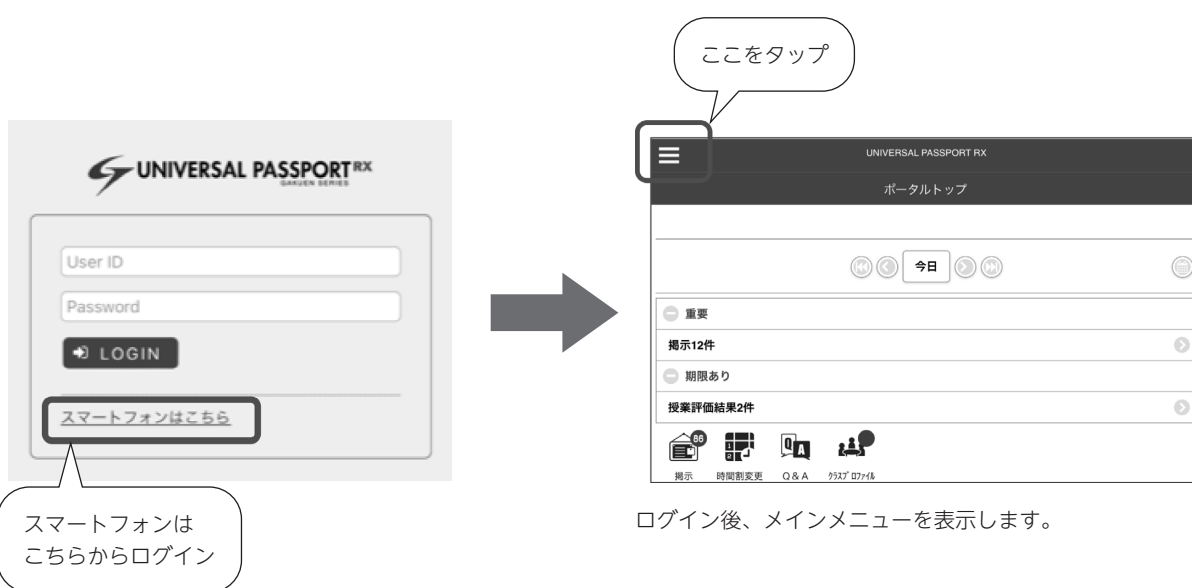 ここをタップ
UNIVERSAL PASSPORT RX
GAKUEN SERIES
User ID
Password
LOGIN
スマートフォンはこちら
スマートフォンは
こちらからログイン
UNIVERSAL PASSPORT RX
ポータルトップ
今日
重要
掲示12件
期限あり
授業評価結果2件
86
1
2
Q A
掲示 時間割変更 Q & A クラスプロファイル
ログイン後、メインメニューを表示します。